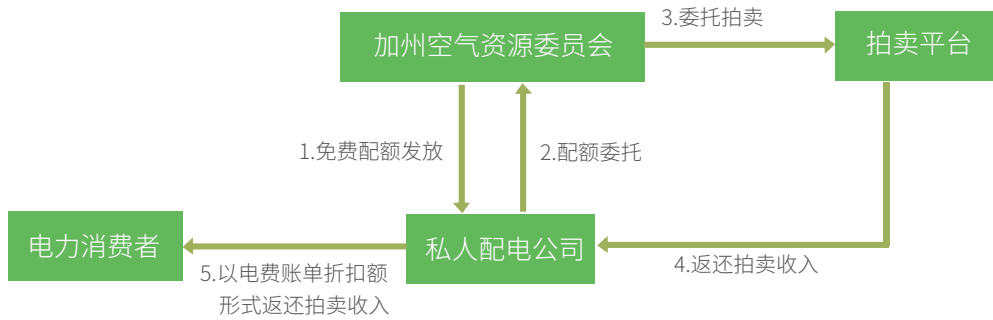 3.委托拍卖
加州空气资源委员会
拍卖平台
1.免费配额发放
2.配额委托
电力消费者
私人配电公司
4.返还拍卖收入
5.以电费账单折扣额
形式返还拍卖收入